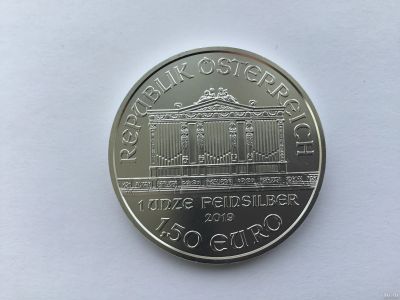 REPUBLIK ÖSTERREICH
1 UNZE FEINSILBER
2019
1,50 EURO